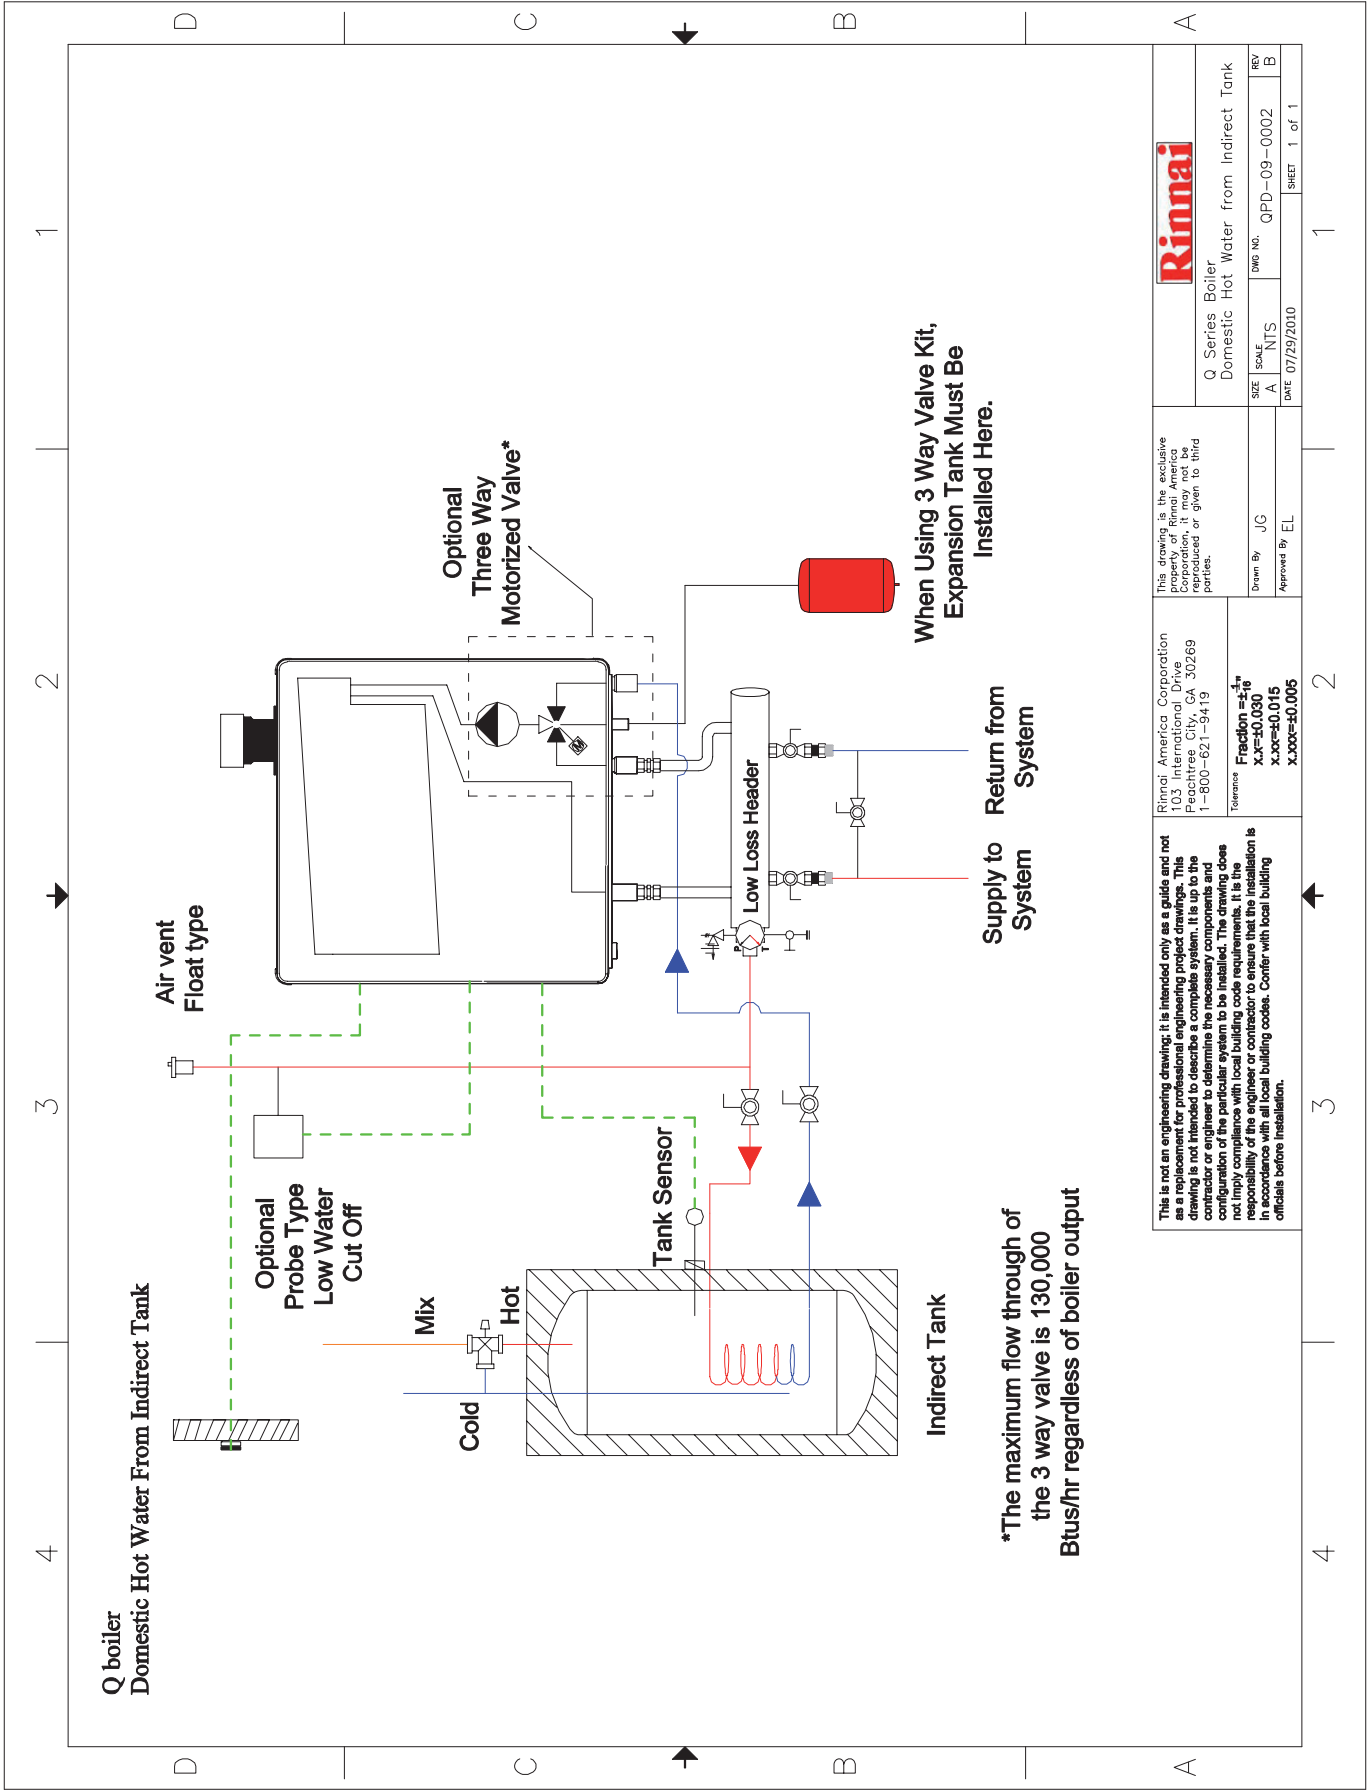 Q boiler
Domestic Hot Water From Indirect Tank
Air vent
Float type
Optional
Probe Type
Low Water
Cut Off
Mix
Hot
Cold
Tank Sensor
Indirect Tank
Optional
Three Way
Motorized Valve*
M
P
T
Low Loss Header
Supply to
System
Return from
System
When Using 3 Way Valve Kit,
Expansion Tank Must Be
Installed Here.
*The maximum flow through of
the 3 way valve is 130,000
Btus/hr regardless of boiler output
This is not an engineering drawing; it is intended only as a guide and not
as a replacement for professional engineering project drawings. This
drawing is not intended to describe a complete system. It is up to the
contractor or engineer to determine the necessary components and
configuration of the particular system to be installed. The drawing does
not imply compliance with local building code requirements. It is the
responsibility of the engineer or contractor to ensure that the installation is
in accordance with all local building codes. Confer with local building
officials before installation.
Rinnai America Corporation
103 International Drive
Peachtree City, GA 30269
1-800-621-9419
Tolerance
Fraction =±1/16"
X.X=±0.030
X.XX=±0.015
X.XXX=±0.005
This drawing is the exclusive
property of Rinnai America
Corporation, it may not be
reproduced or given to third
parties.
Drawn By JG
Approved By EL
Rinnai
Q Series Boiler
Domestic Hot Water from Indirect Tank
SIZE A
SCALE NTS
DWG NO. QPD-09-0002
REV B
DATE 07/29/2010
SHEET 1 of 1
4
3
2
1
4
3
2
1
D
C
B
A
D
C
B
A